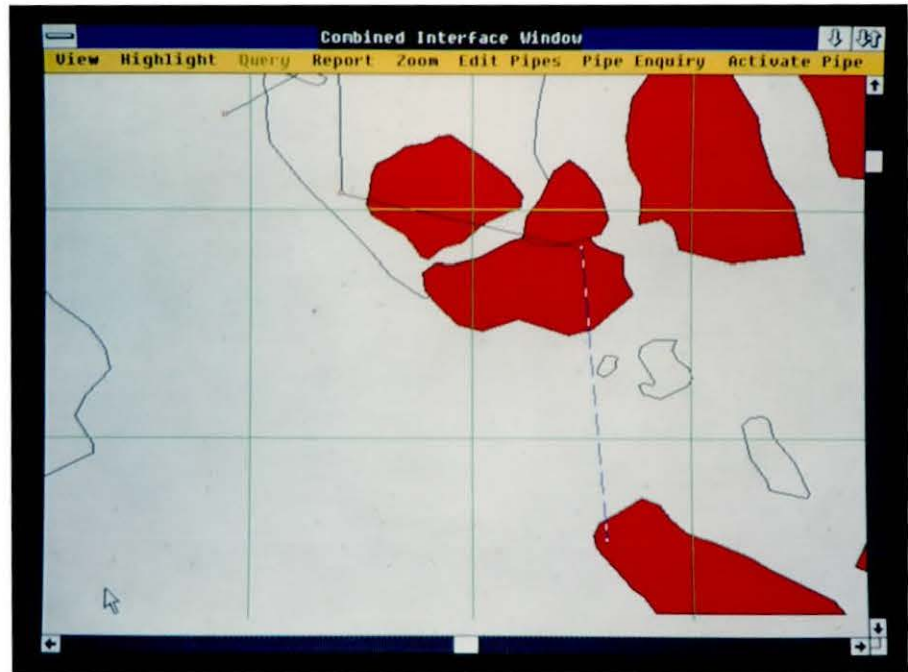 Combined Interface Window
View Highlight Query Report Zoom Edit Pipes Pipe Enquiry Activate Pipe